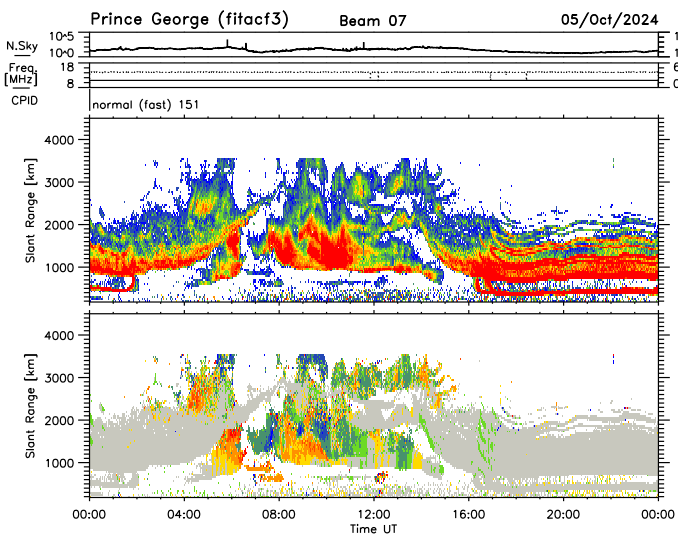 Prince George (fitacf3) Beam 07 05/Oct/2024
10^5
N.Sky
10^0
18 6
Freq.
[MHz]
8 0
CPID normal (fast) 151
4000
3000
2000
1000
Slant Range [km]
4000
3000
2000
1000
Slant Range [km]
00:00 04:00 08:00 12:00 16:00 20:00 00:00
Time UT